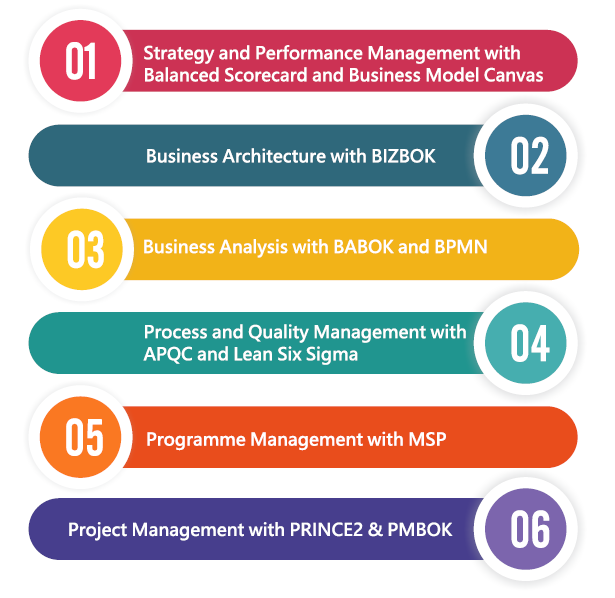 01
Strategy and Performance Management with
Balanced Scorecard and Business Model Canvas
Business Architecture with BIZBOK
02
03
Business Analysis with BABOK and BPMN
Process and Quality Management with
APQC and Lean Six Sigma
04
05
Programme Management with MSP
Project Management with PRINCE2 & PMBOK
06